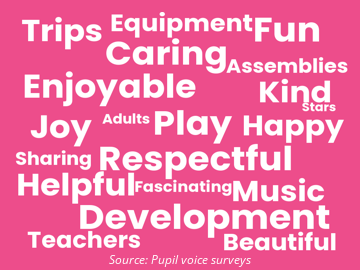 Trips Equipment Fun
Caring Assemblies
Enjoyable Kind
Stars
Joy Adults Play Happy
Sharing Respectful
Helpful Fascinating Music
Development
Teachers Beautiful
Source: Pupil voice surveys